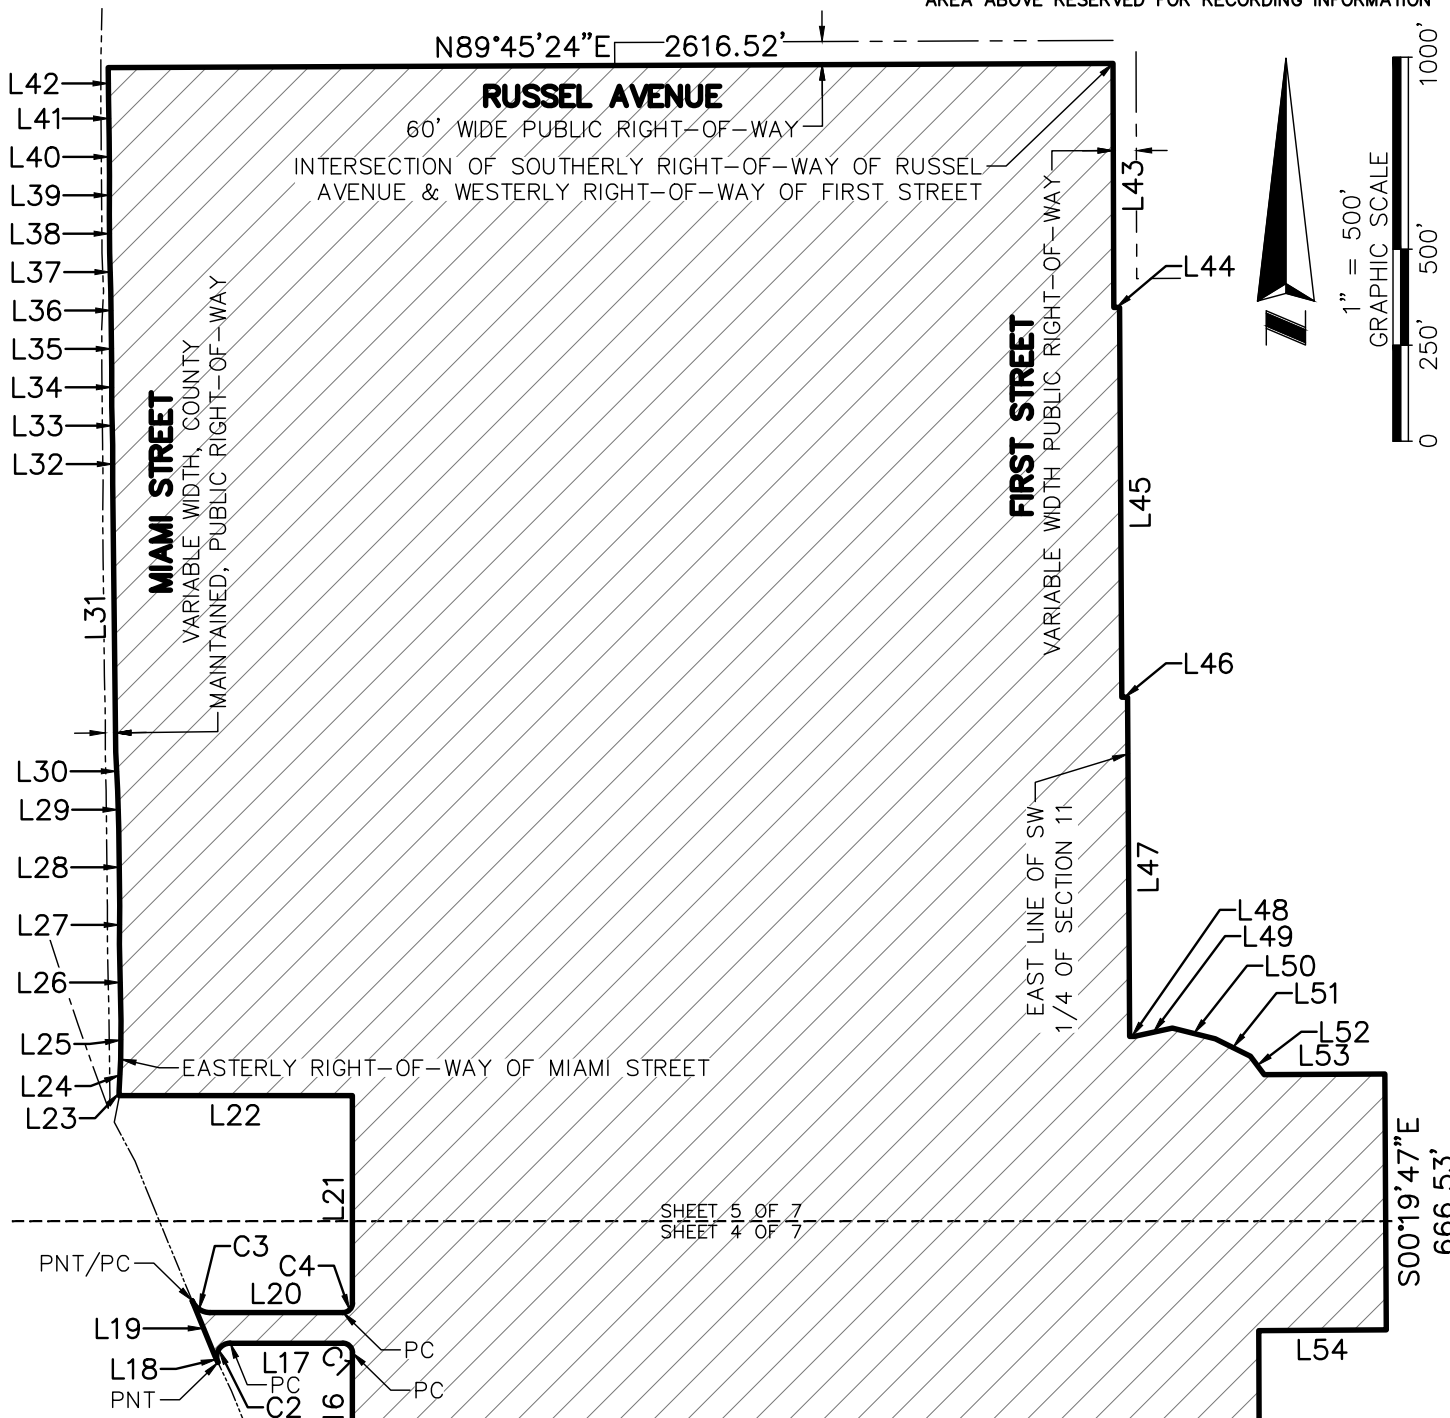 AREA ABOVE RESERVED FOR RECORDING INFORMATION
N89°45'24"E 2616.52'
RUSSEL AVENUE
60' WIDE PUBLIC RIGHT-OF-WAY
INTERSECTION OF SOUTHERLY RIGHT-OF-WAY OF RUSSEL
AVENUE & WESTERLY RIGHT-OF-WAY OF FIRST STREET
L42
L41
L40
L39
L38
L37
L36
L35
L34
L33
L32
L31
L30
L29
L28
L27
L26
L25
L24
L23
MIAMI STREET
VARIABLE WIDTH, COUNTY
MAINTAINED, PUBLIC RIGHT-OF-WAY
FIRST STREET
VARIABLE WIDTH PUBLIC RIGHT-OF-WAY
L43
L44
L45
L46
L47
1" = 500'
GRAPHIC SCALE
0
250'
500'
1000'
N
EAST LINE OF SW
1/4 OF SECTION 11
L48
L49
L50
L51
L52
L53
EASTERLY RIGHT-OF-WAY OF MIAMI STREET
L22
L21
SHEET 5 OF 7
SHEET 4 OF 7
S00°19'47"E
666.53'
PNT/PC
C3
C4
L20
L19
PC
L18
L17
PNT
PC
C2
PC
L54